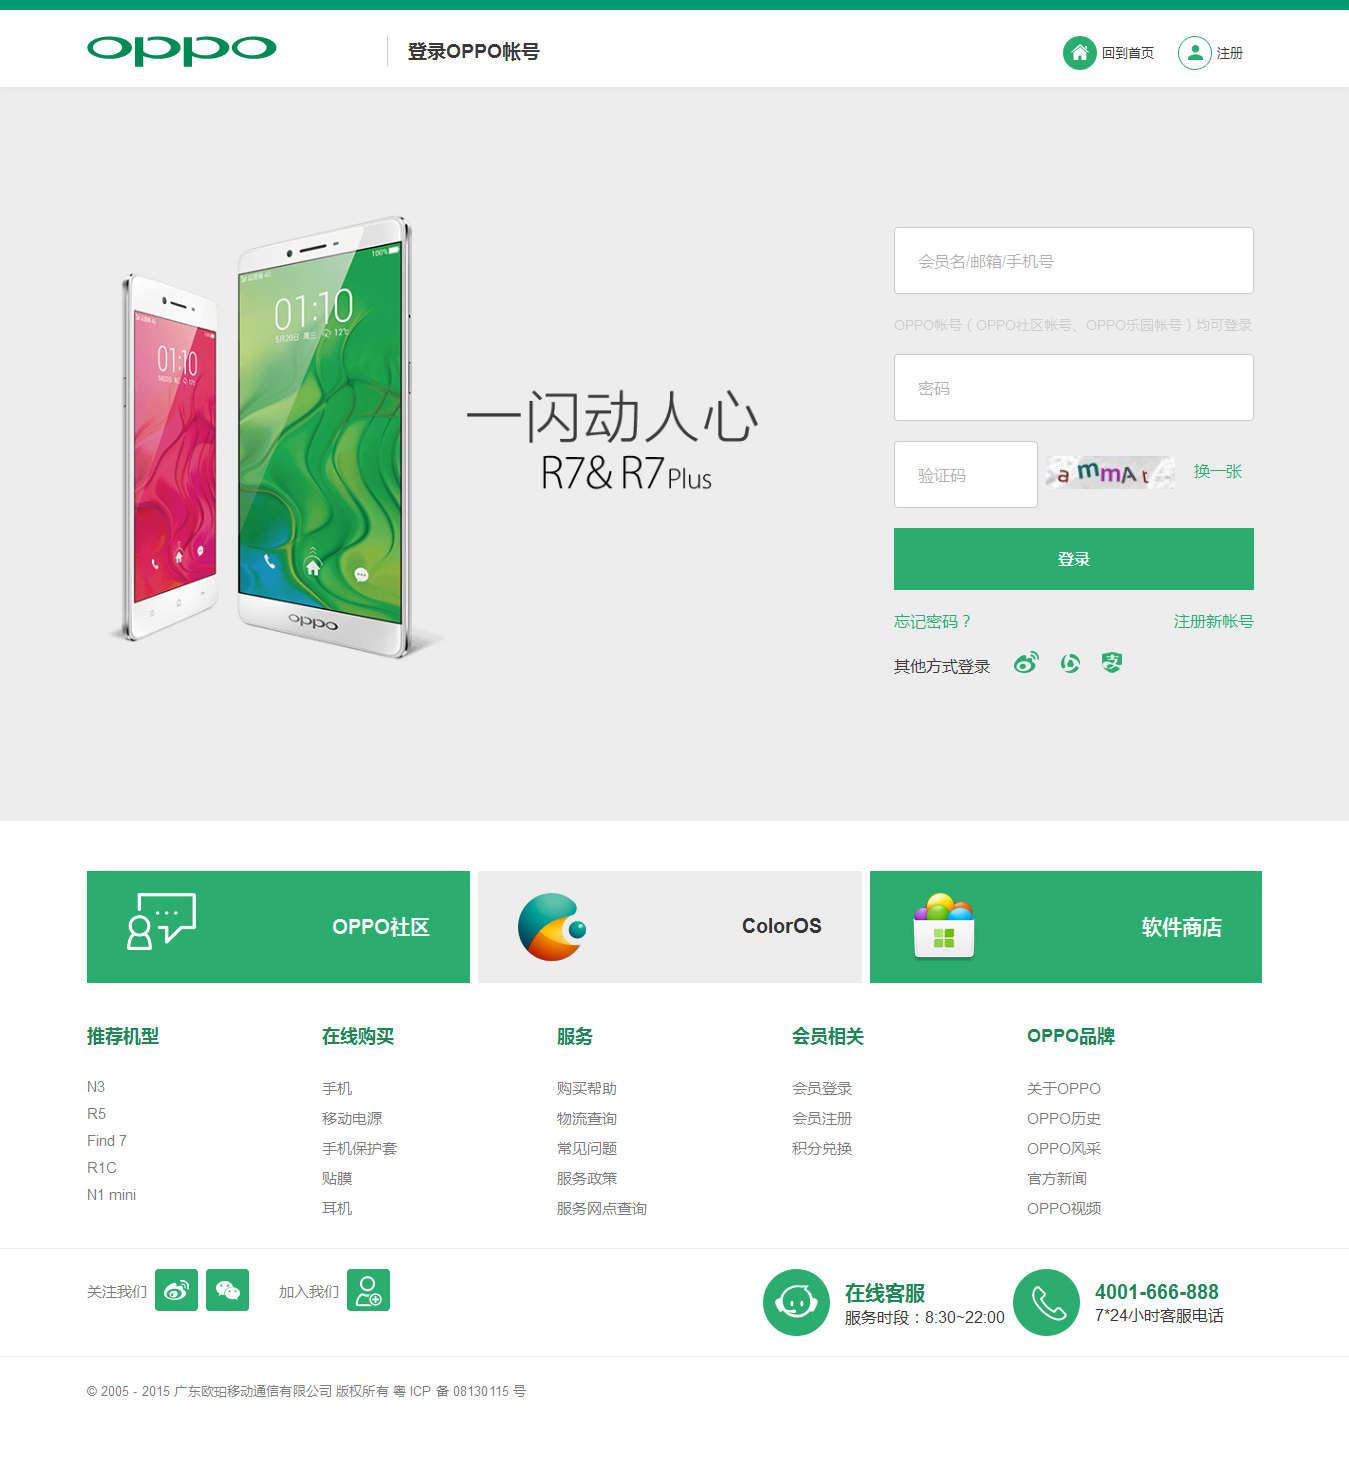 oppo
登录OPPO帐号
回到首页
注册
01:10
5月20日 周三 12℃
100%
01:10
会员名/邮箱/手机号
OPPO帐号（OPPO社区帐号、OPPO乐园帐号）均可登录
一闪动人心
R7& R7 Plus
密码
验证码
ammAt
换一张
登录
忘记密码？
注册新帐号
oppo
其他方式登录
支
OPPO社区
ColorOS
软件商店
推荐机型
N3
R5
Find 7
R1C
N1 mini
在线购买
手机
移动电源
手机保护套
贴膜
耳机
服务
购买帮助
物流查询
常见问题
服务政策
服务网点查询
会员相关
会员登录
会员注册
积分兑换
OPPO品牌
关于OPPO
OPPO历史
OPPO风采
官方新闻
OPPO视频
关注我们
加入我们
在线客服
服务时段：8:30~22:00
4001-666-888
7*24小时客服电话
© 2005 - 2015 广东欧珀移动通信有限公司 版权所有 粤 ICP 备 08130115 号